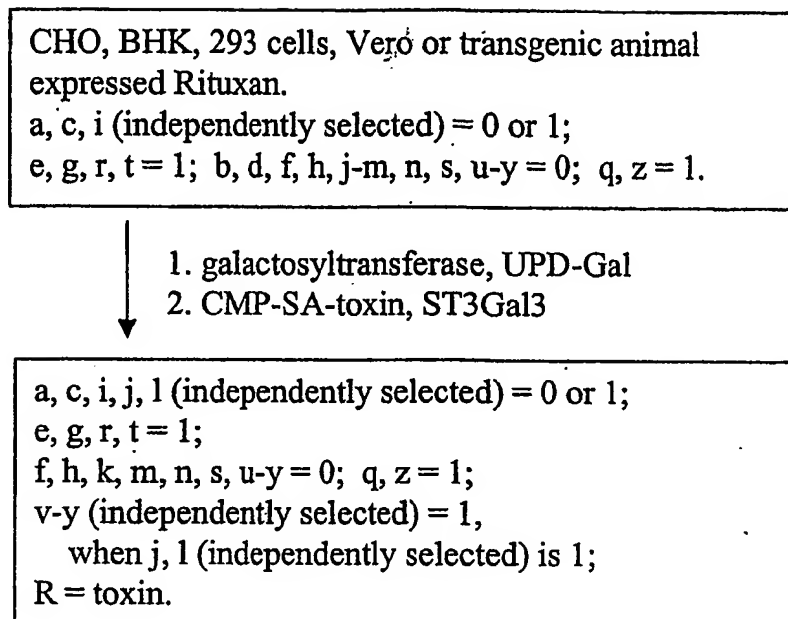 CHO, BHK, 293 cells, Vero or transgenic animal
expressed Rituxan.
a, c, i (independently selected) = 0 or 1;
e, g, r, t = 1; b, d, f, h, j-m, n, s, u-y = 0; q, z = 1.
1. galactosyltransferase, UPD-Gal
2. CMP-SA-toxin, ST3Gal3
a, c, i, j, l (independently selected) = 0 or 1;
e, g, r, t = 1;
f, h, k, m, n, s, u-y = 0; q, z = 1;
v-y (independently selected) = 1,
when j, l (independently selected) is 1;
R = toxin.